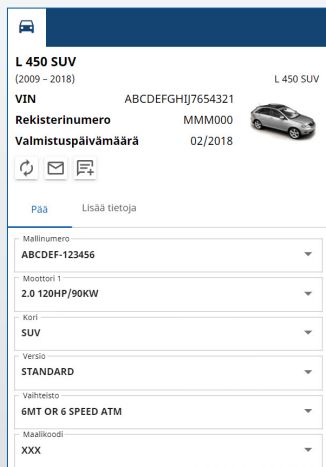 L 450 SUV
(2009 – 2018)
L 450 SUV
VIN ABCDEFGHIJ7654321
Rekisterinumero MMM000
Valmistuspäivämäärä 02/2018
Pää Lisää tietoja
Mallinumero
ABCDEF-123456
Moottori 1
2.0 120HP/90KW
Kori
SUV
Versio
STANDARD
Vaihteisto
6MT OR 6 SPEED ATM
Maalikoodi
XXX